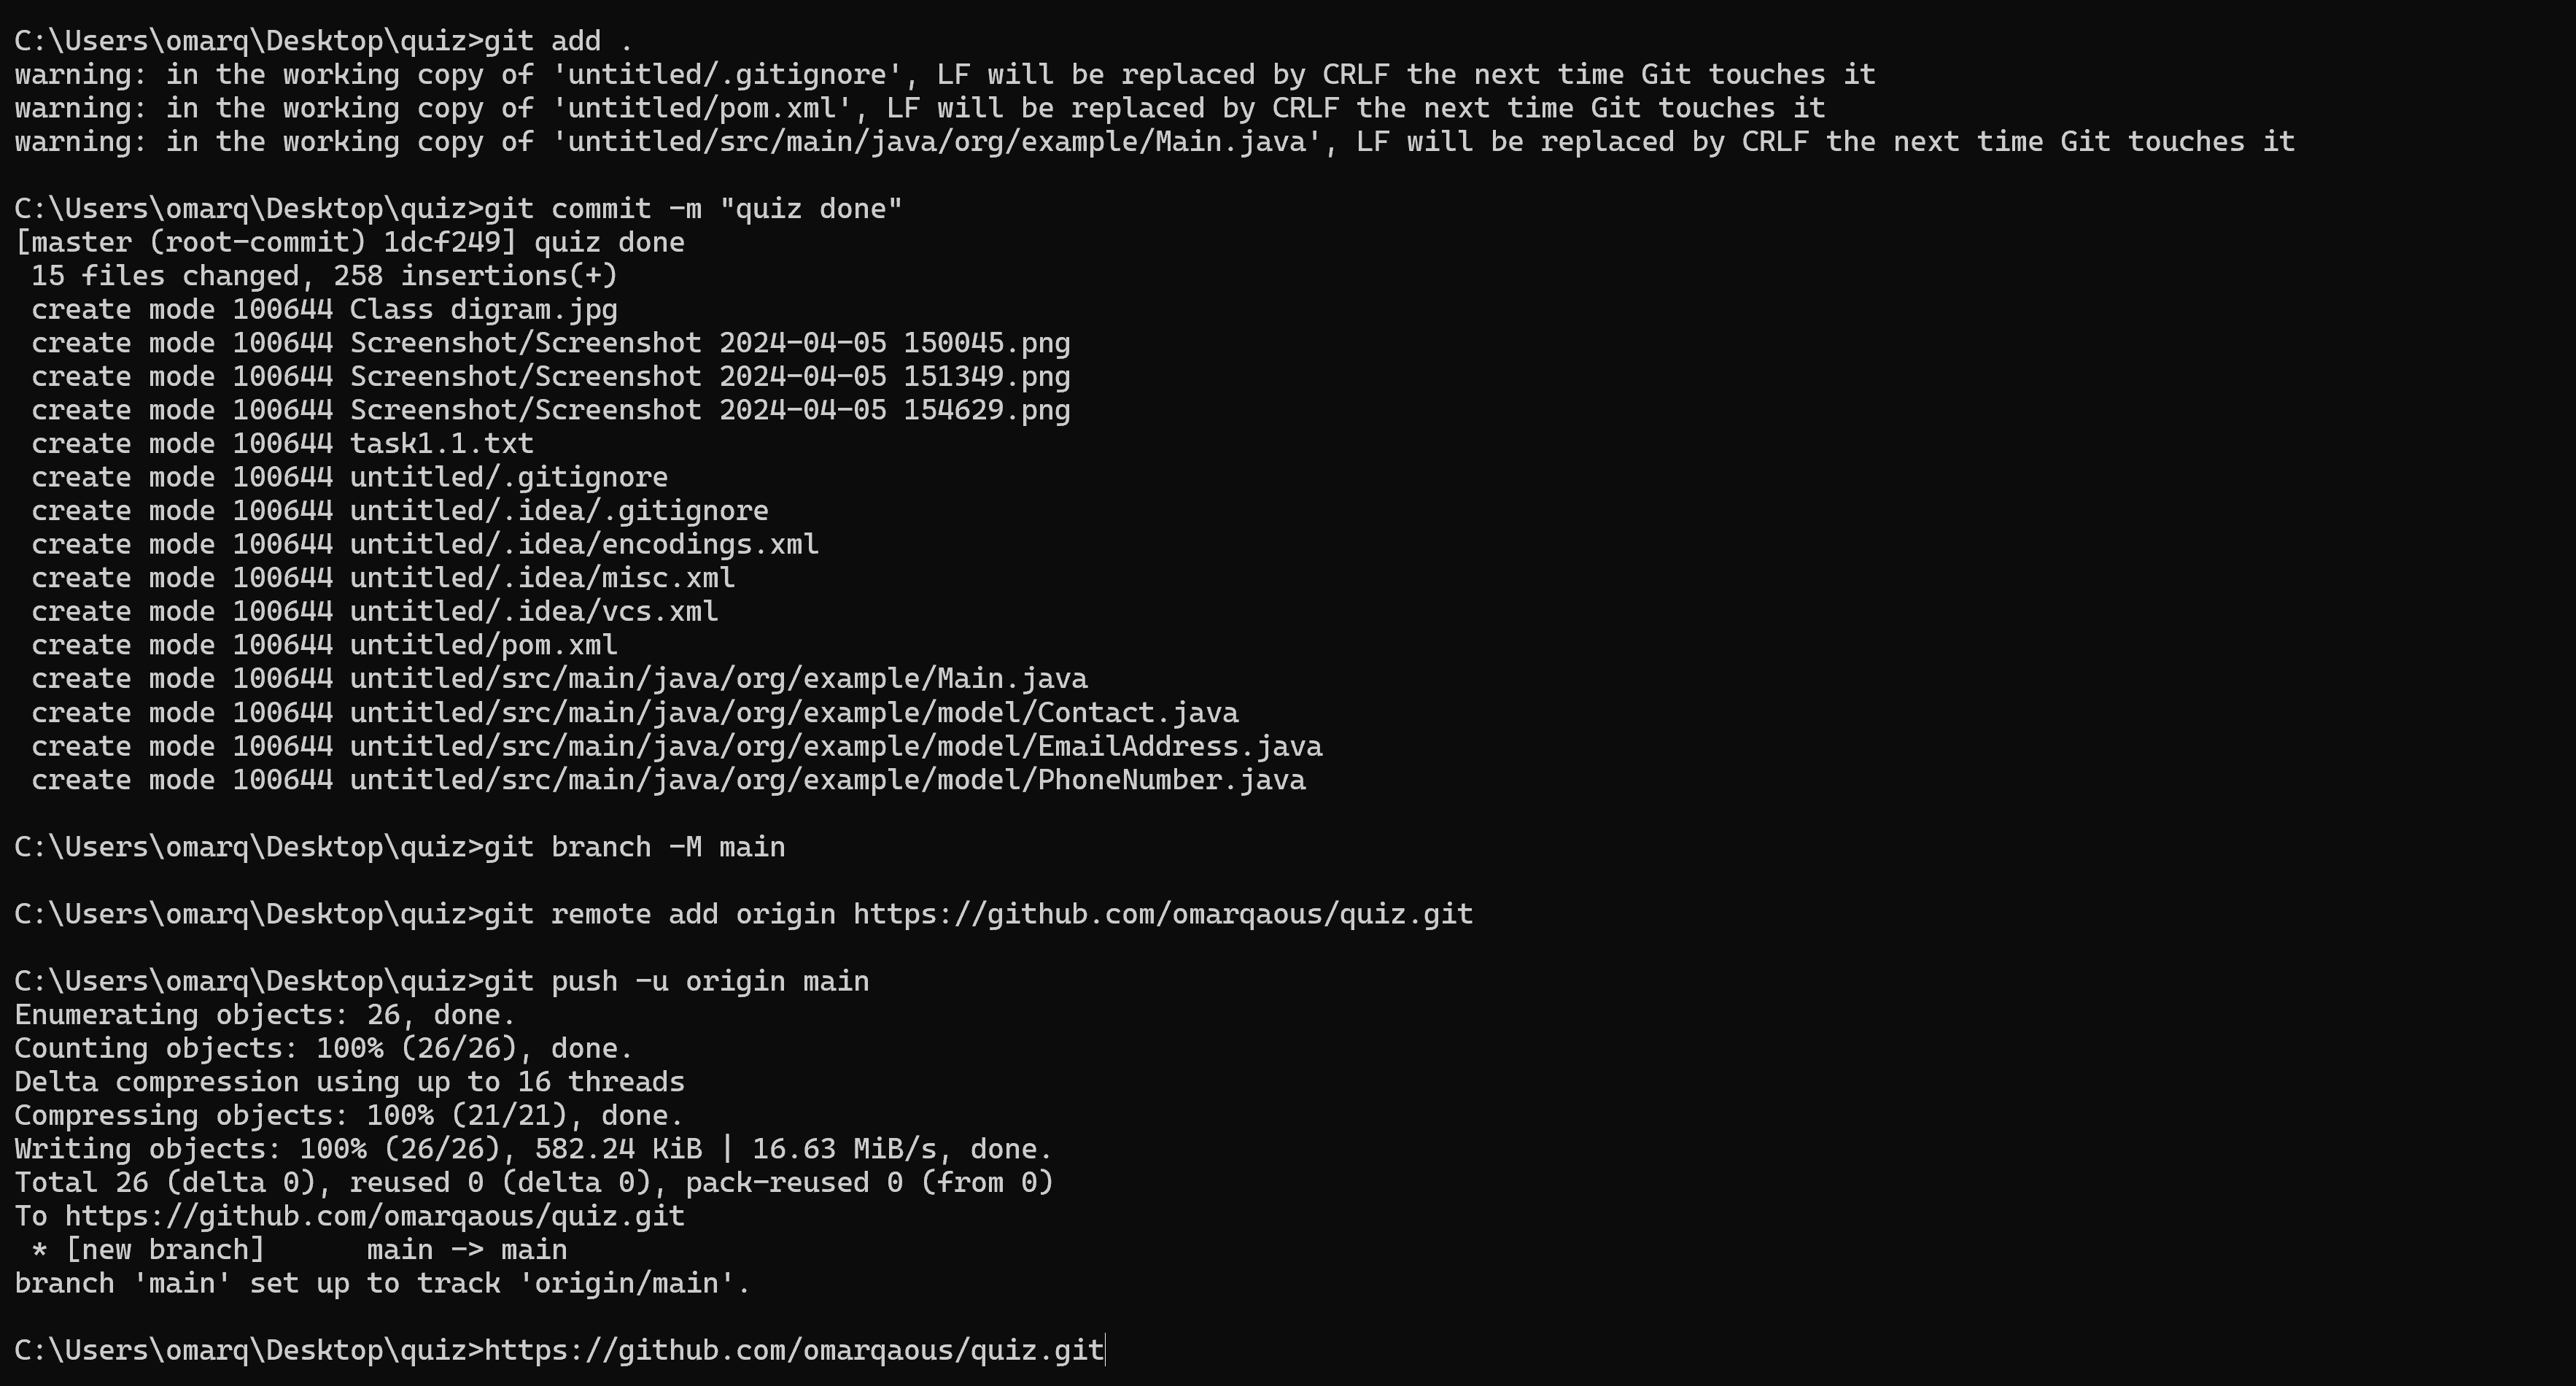 C:\Users\omarq\Desktop\quiz>git add .
warning: in the working copy of 'untitled/.gitignore', LF will be replaced by CRLF the next time Git touches it
warning: in the working copy of 'untitled/pom.xml', LF will be replaced by CRLF the next time Git touches it
warning: in the working copy of 'untitled/src/main/java/org/example/Main.java', LF will be replaced by CRLF the next time Git touches it

C:\Users\omarq\Desktop\quiz>git commit -m "quiz done"
[master (root-commit) 1dcf249] quiz done
 15 files changed, 258 insertions(+)
 create mode 100644 Class digram.jpg
 create mode 100644 Screenshot/Screenshot 2024-04-05 150045.png
 create mode 100644 Screenshot/Screenshot 2024-04-05 151349.png
 create mode 100644 Screenshot/Screenshot 2024-04-05 154629.png
 create mode 100644 task1.1.txt
 create mode 100644 untitled/.gitignore
 create mode 100644 untitled/.idea/.gitignore
 create mode 100644 untitled/.idea/encodings.xml
 create mode 100644 untitled/.idea/misc.xml
 create mode 100644 untitled/.idea/vcs.xml
 create mode 100644 untitled/pom.xml
 create mode 100644 untitled/src/main/java/org/example/Main.java
 create mode 100644 untitled/src/main/java/org/example/model/Contact.java
 create mode 100644 untitled/src/main/java/org/example/model/EmailAddress.java
 create mode 100644 untitled/src/main/java/org/example/model/PhoneNumber.java

C:\Users\omarq\Desktop\quiz>git branch -M main

C:\Users\omarq\Desktop\quiz>git remote add origin https://github.com/omarqaous/quiz.git

C:\Users\omarq\Desktop\quiz>git push -u origin main
Enumerating objects: 26, done.
Counting objects: 100% (26/26), done.
Delta compression using up to 16 threads
Compressing objects: 100% (21/21), done.
Writing objects: 100% (26/26), 582.24 KiB | 16.63 MiB/s, done.
Total 26 (delta 0), reused 0 (delta 0), pack-reused 0 (from 0)
To https://github.com/omarqaous/quiz.git
 * [new branch]      main -> main
branch 'main' set up to track 'origin/main'.

C:\Users\omarq\Desktop\quiz>https://github.com/omarqaous/quiz.git